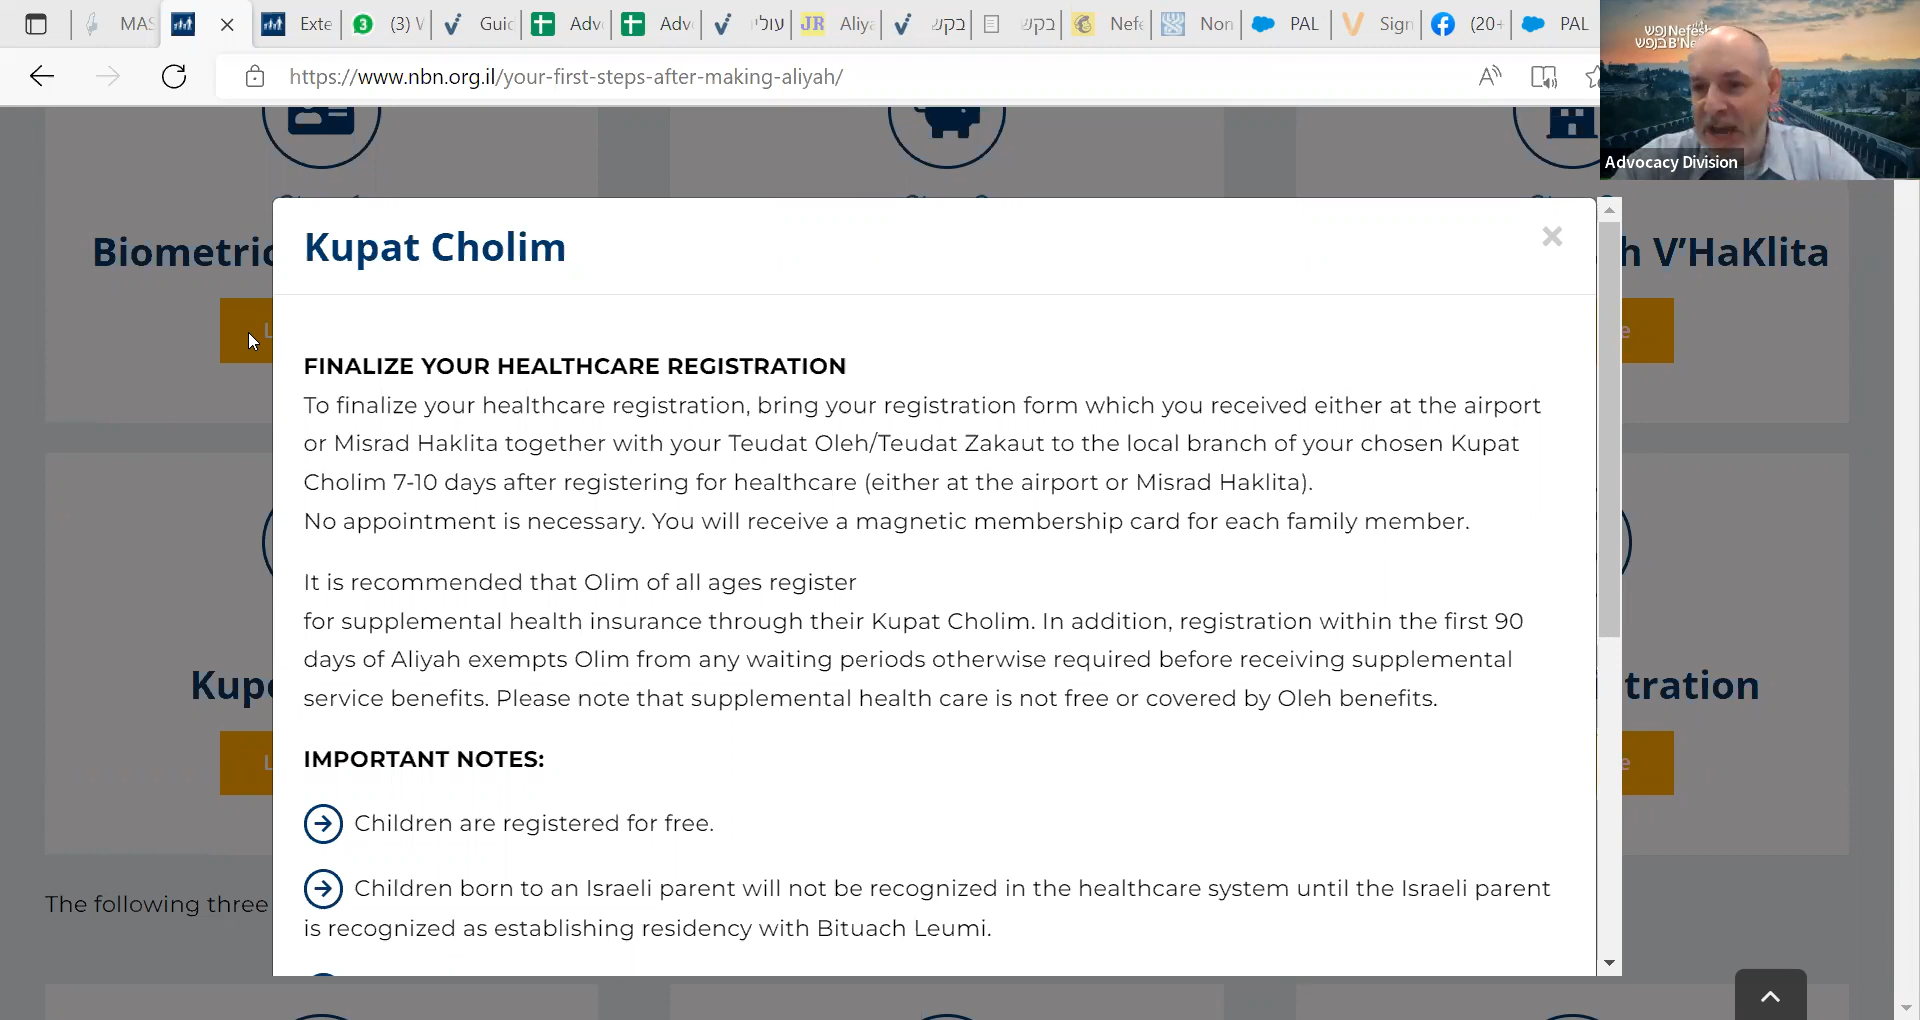 MAS
Exte
(3) W
Guid
Adv
Adv
עולי
JR Aliya
בקש
בקש
Nefe
Non
PAL
Sign
(20+
PAL
https://www.nbn.org.il/your-first-steps-after-making-aliyah/
נפש Nefesh
בנפש B'Ne
Advocacy Division
Biometric
h V'HaKlita
Kupat Cholim
FINALIZE YOUR HEALTHCARE REGISTRATION
To finalize your healthcare registration, bring your registration form which you received either at the airport
or Misrad Haklita together with your Teudat Oleh/Teudat Zakaut to the local branch of your chosen Kupat
Cholim 7-10 days after registering for healthcare (either at the airport or Misrad Haklita).
No appointment is necessary. You will receive a magnetic membership card for each family member.
It is recommended that Olim of all ages register
for supplemental health insurance through their Kupat Cholim. In addition, registration within the first 90
days of Aliyah exempts Olim from any waiting periods otherwise required before receiving supplemental
service benefits. Please note that supplemental health care is not free or covered by Oleh benefits.
IMPORTANT NOTES:
Children are registered for free.
Children born to an Israeli parent will not be recognized in the healthcare system until the Israeli parent
is recognized as establishing residency with Bituach Leumi.
Kup
tration
The following three